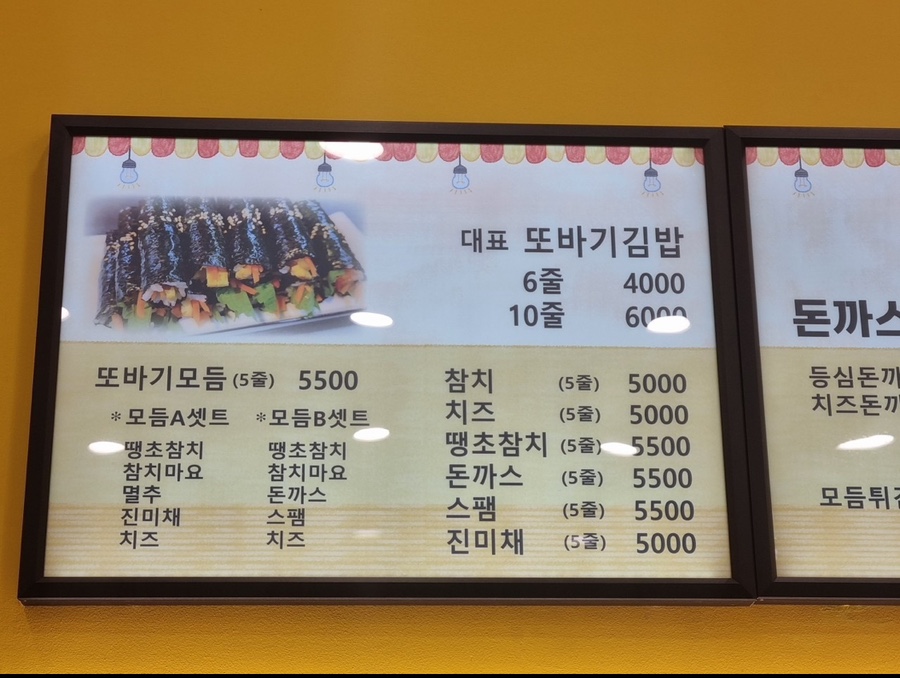 대표 또바기김밥
6줄 4000
10줄 6000
또바기모듬 (5줄) 5500
*모듬A셋트 *모듬B셋트
땡초참치 땡초참치
참치마요 참치마요
멸추 돈까스
진미채 스팸
치즈 치즈
참치 (5줄) 5000
치즈 (5줄) 5000
땡초참치 (5줄) 5500
돈까스 (5줄) 5500
스팸 (5줄) 5500
진미채 (5줄) 5000
돈까스
등심돈까
치즈돈까
모듬튀김